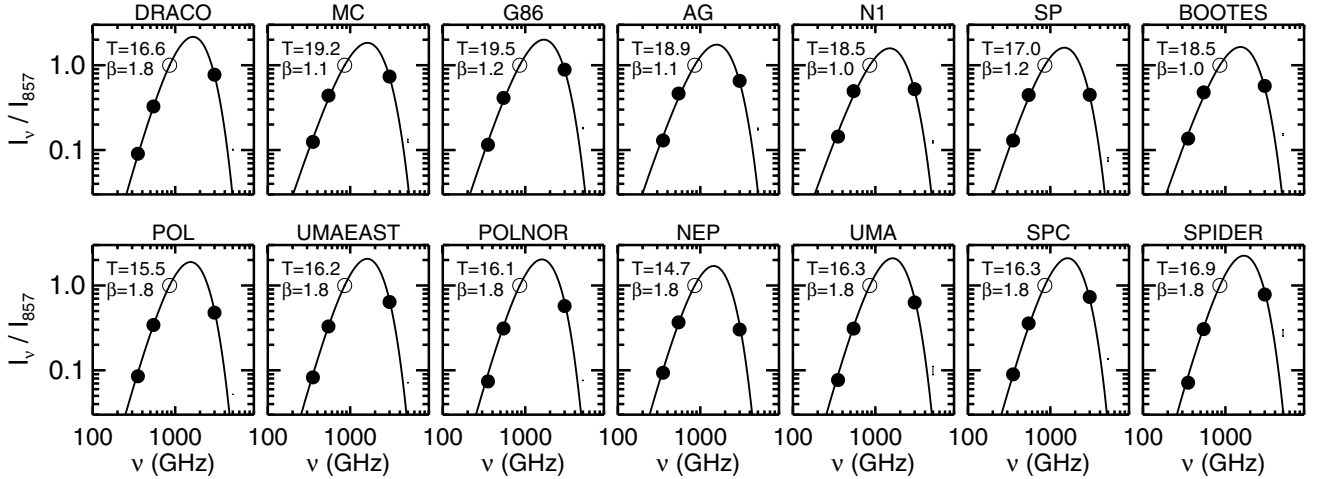 DRACO MC G86 AG N1 SP BOOTES
T=16.6 T=19.2 T=19.5 T=18.9 T=18.5 T=17.0 T=18.5
β=1.8 β=1.1 β=1.2 β=1.1 β=1.0 β=1.2 β=1.0
1.0
0.1
Iν / I857
POL UMAEAST POLNOR NEP UMA SPC SPIDER
T=15.5 T=16.2 T=16.1 T=14.7 T=16.3 T=16.3 T=16.9
β=1.8 β=1.8 β=1.8 β=1.8 β=1.8 β=1.8 β=1.8
1.0
0.1
Iν / I857
100 1000 100 1000 100 1000 100 1000 100 1000 100 1000 100 1000
ν (GHz) ν (GHz) ν (GHz) ν (GHz) ν (GHz) ν (GHz) ν (GHz)